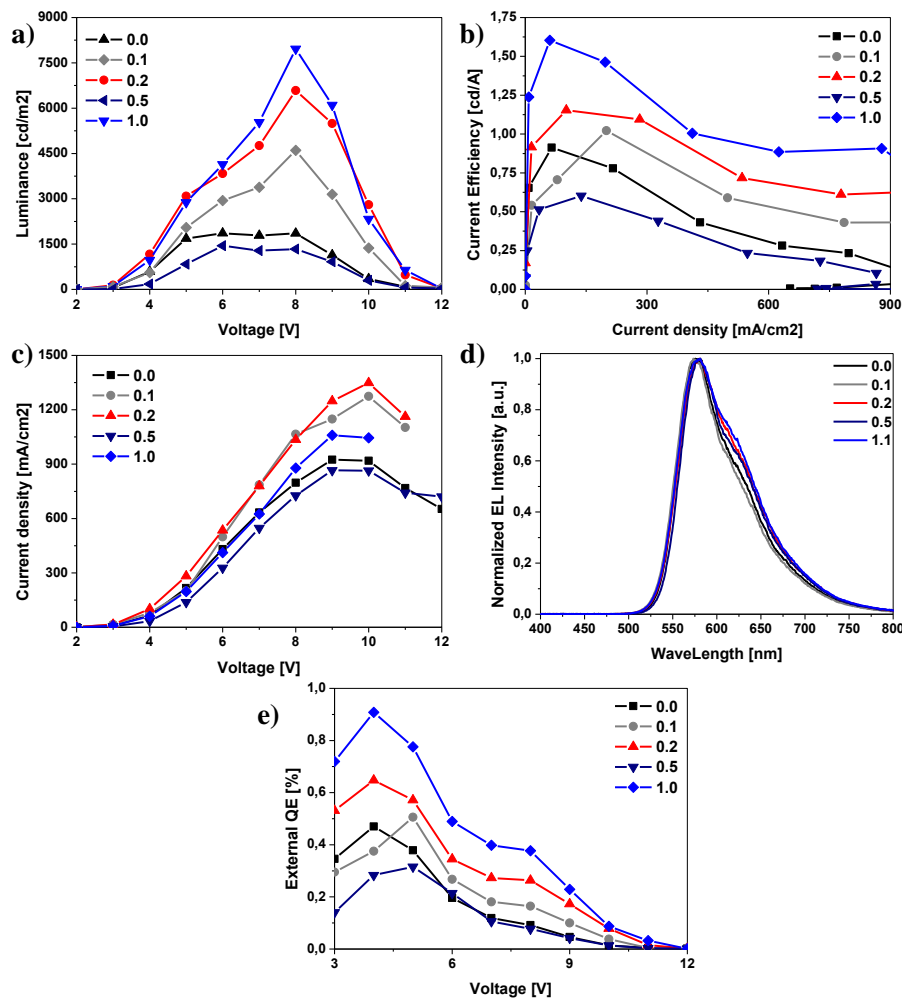 a)
Luminance [cd/m2]
9000
7500
6000
4500
3000
1500
0
2 4 6 8 10 12
Voltage [V]
0.0
0.1
0.2
0.5
1.0
b)
Current Efficiency [cd/A]
1,75
1,50
1,25
1,00
0,75
0,50
0,25
0,00
0 300 600 900
Current density [mA/cm2]
0.0
0.1
0.2
0.5
1.0
c)
Current density [mA/cm2]
1500
1200
900
600
300
0
2 4 6 8 10 12
Voltage [V]
0.0
0.1
0.2
0.5
1.0
d)
Normalized EL Intensity [a.u.]
1,0
0,8
0,6
0,4
0,2
0,0
400 450 500 550 600 650 700 750 800
WaveLength [nm]
0.0
0.1
0.2
0.5
1.1
e)
External QE [%]
1,0
0,8
0,6
0,4
0,2
0,0
3 6 9 12
Voltage [V]
0.0
0.1
0.2
0.5
1.0